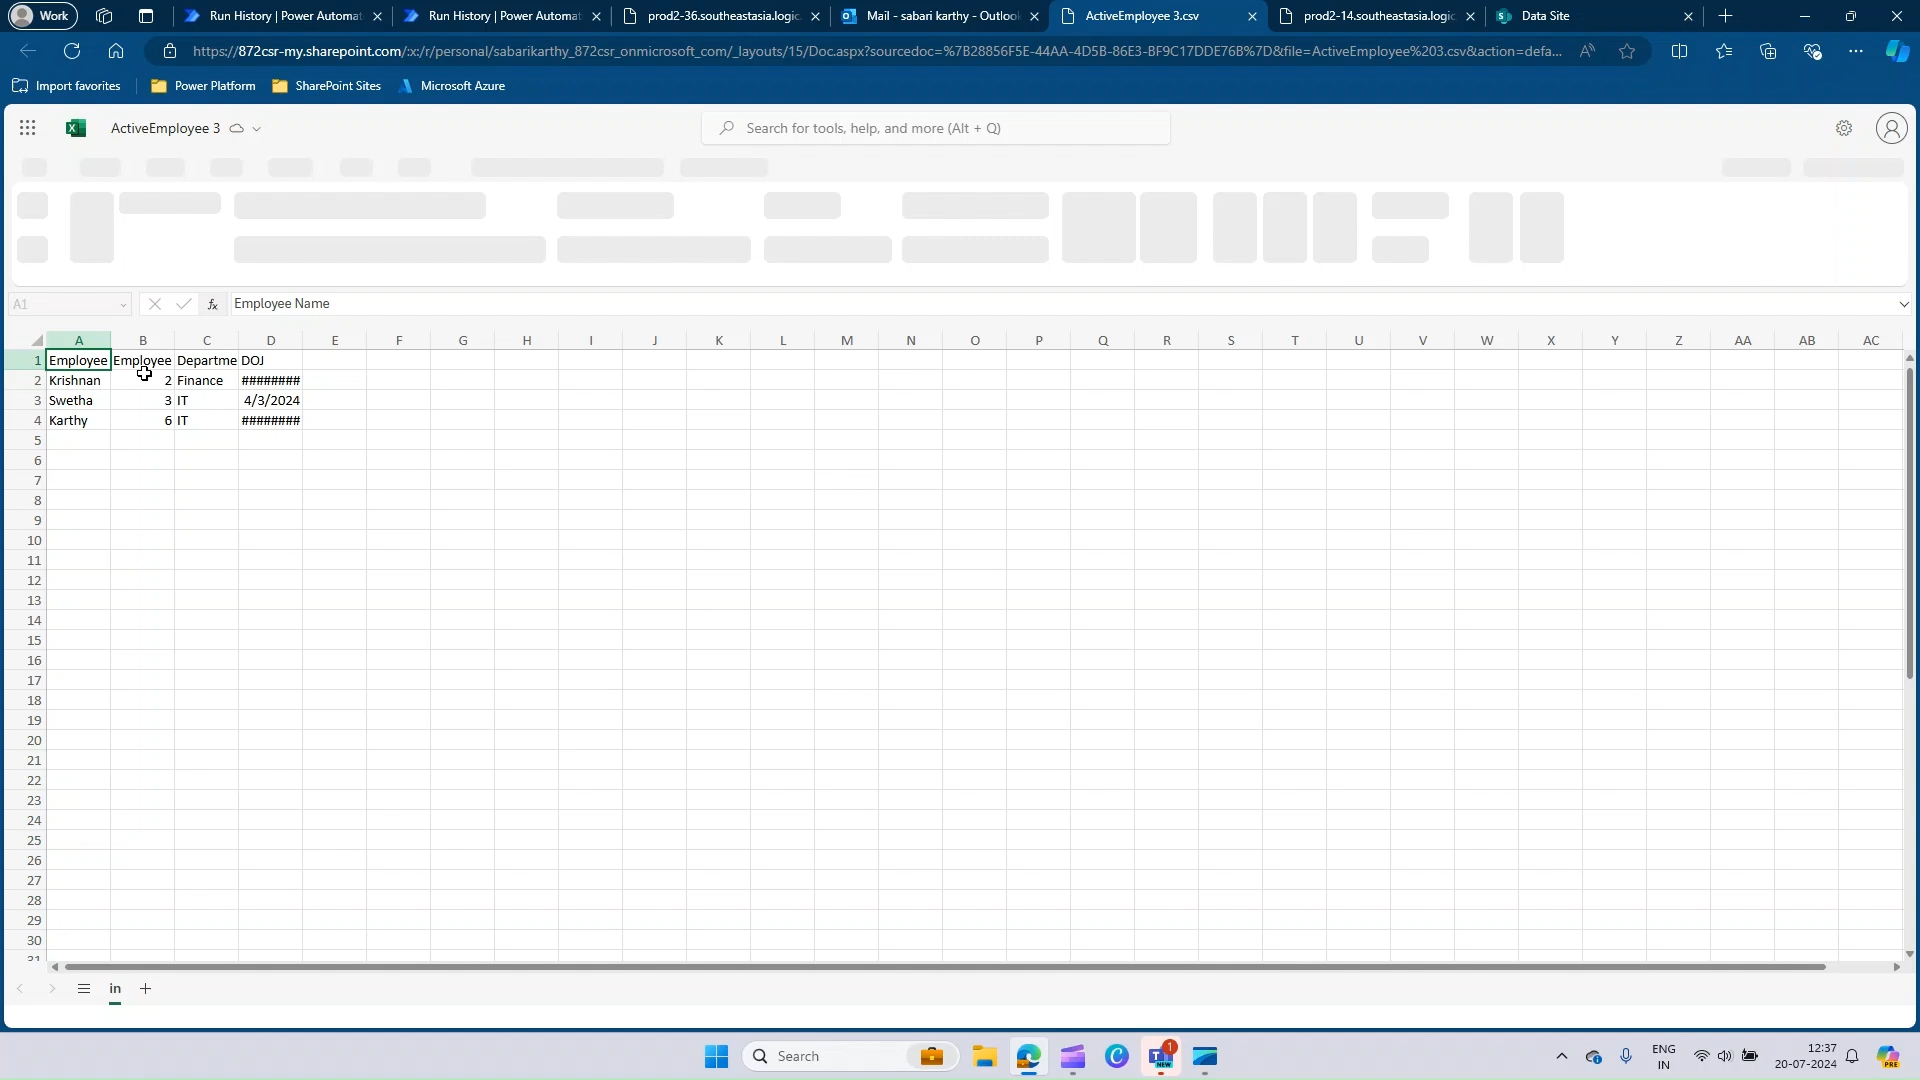 Work
Run History | Power Automat
Run History | Power Automat
prod2-36.southeastasia.logic.
Mail - sabari karthy - Outlook
ActiveEmployee 3.csv
prod2-14.southeastasia.logic.
Data Site
https://872csr-my.sharepoint.com/:x:/r/personal/sabarikarthy_872csr_onmicrosoft_com/_layouts/15/Doc.aspx?sourcedoc=%7B28856F5E-44AA-4D5B-86E3-BF9C17DDE76B%7D&file=ActiveEmployee%203.csv&action=defa...
Import favorites
Power Platform
SharePoint Sites
Microsoft Azure
ActiveEmployee 3
Search for tools, help, and more (Alt + Q)
A1
fx
Employee Name
A B C D E F G H I J K L M N O P Q R S T U V W X Y Z AA AB AC
1 Employee Employee Departme DOJ
2 Krishnan 2 Finance ########
3 Swetha 3 IT 4/3/2024
4 Karthy 6 IT ########
5
6
7
8
9
10
11
12
13
14
15
16
17
18
19
20
21
22
23
24
25
26
27
28
29
30
31
in
Search
1
NEW
ENG
IN
12:37
20-07-2024
PRE